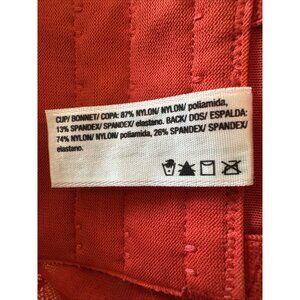 CUP/ BONNET/ COPA: 87% NYLON/ NYLON/ poliamida,
13% SPANDEX/ SPANDEX/ elastano. BACK/ DOS/ ESPALDA:
74% NYLON/ NYLON/ poliamida, 26% SPANDEX/ SPANDEX/
elastano.